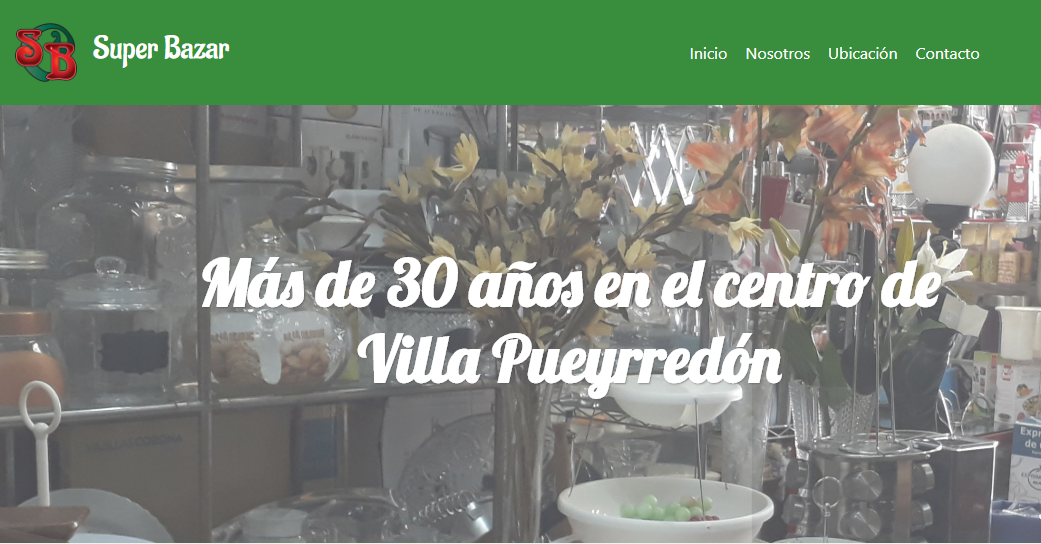 SB
Super Bazar
Inicio Nosotros Ubicación Contacto
Más de 30 años en el centro de
Villa Pueyrredón